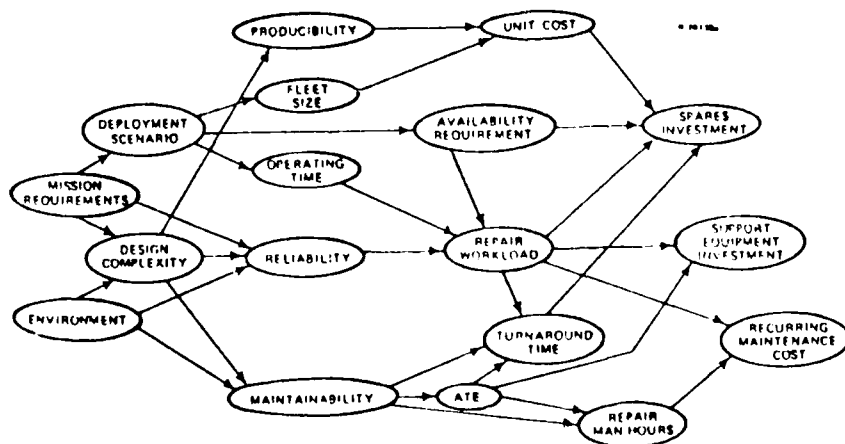 PRODUCIBILITY
UNIT COST
FLEET
SIZE
DEPLOYMENT
SCENARIO
AVAILABILITY
REQUIREMENT
SPARES
INVESTMENT
OPERATING
TIME
MISSION
REQUIREMENTS
DESIGN
COMPLEXITY
RELIABILITY
REPAIR
WORKLOAD
SUPPORT
EQUIPMENT
INVESTMENT
ENVIRONMENT
TURNAROUND
TIME
RECURRING
MAINTENANCE
COST
MAINTAINABILITY
ATE
REPAIR
MAN HOURS